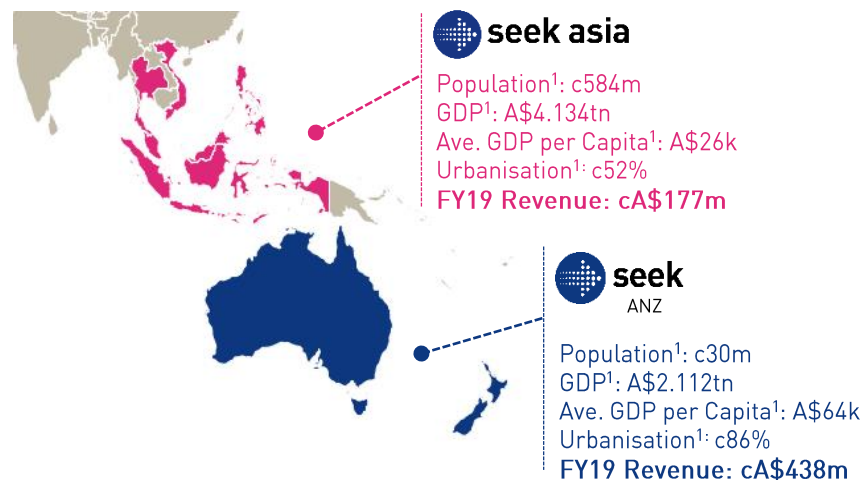 seek asia
Population¹: c584m
GDP¹: A$4.134tn
Ave. GDP per Capita¹: A$26k
Urbanisation¹: c52%
FY19 Revenue: cA$177m
seek
ANZ
Population¹: c30m
GDP¹: A$2.112tn
Ave. GDP per Capita¹: A$64k
Urbanisation¹: c86%
FY19 Revenue: cA$438m